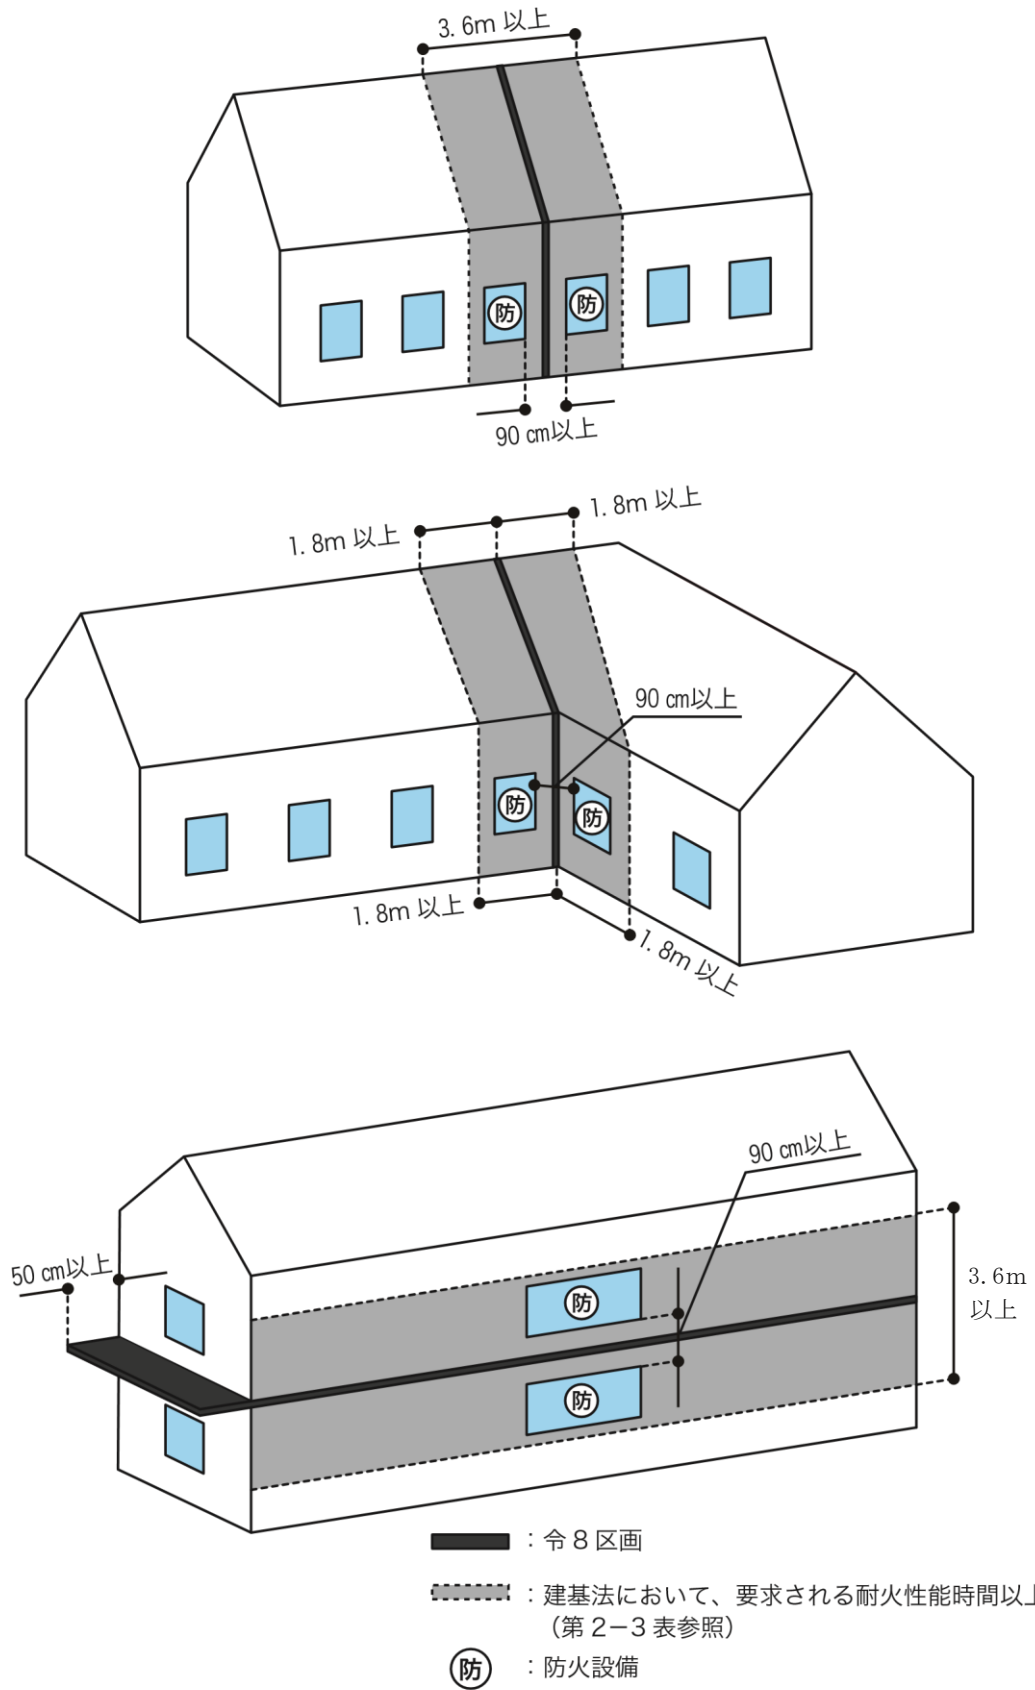 3.6m 以上
防
防
90 cm以上
1.8m 以上
1.8m 以上
90 cm以上
防
防
1.8m 以上
1.8m 以上
90 cm以上
50 cm以上
防
3.6m
以上
防
：令８区画
：建基法において、要求される耐火性能時間以上
（第 2−3 表参照）
防 ：防火設備